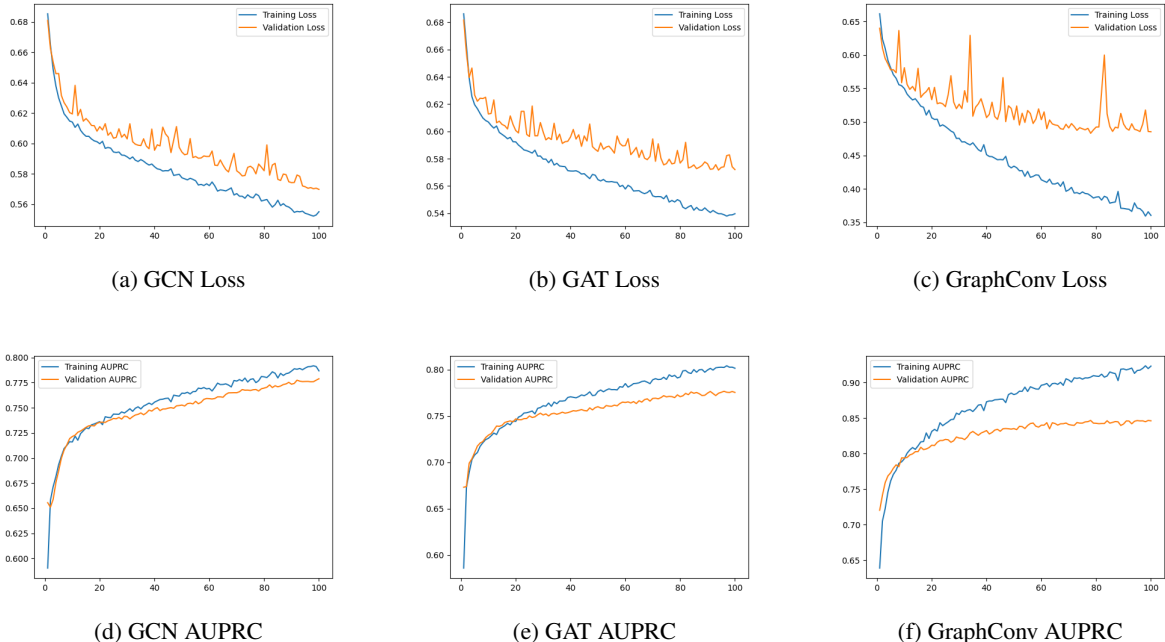 0.68
0.66
0.64
0.62
0.60
0.58
0.56
0 20 40 60 80 100
Training Loss
Validation Loss
(a) GCN Loss
0.68
0.66
0.64
0.62
0.60
0.58
0.56
0.54
0 20 40 60 80 100
Training Loss
Validation Loss
(b) GAT Loss
0.65
0.60
0.55
0.50
0.45
0.40
0.35
0 20 40 60 80 100
Training Loss
Validation Loss
(c) GraphConv Loss
0.800
0.775
0.750
0.725
0.700
0.675
0.650
0.625
0.600
0 20 40 60 80 100
Training AUPRC
Validation AUPRC
(d) GCN AUPRC
0.80
0.75
0.70
0.65
0.60
0 20 40 60 80 100
Training AUPRC
Validation AUPRC
(e) GAT AUPRC
0.90
0.85
0.80
0.75
0.70
0.65
0 20 40 60 80 100
Training AUPRC
Validation AUPRC
(f) GraphConv AUPRC